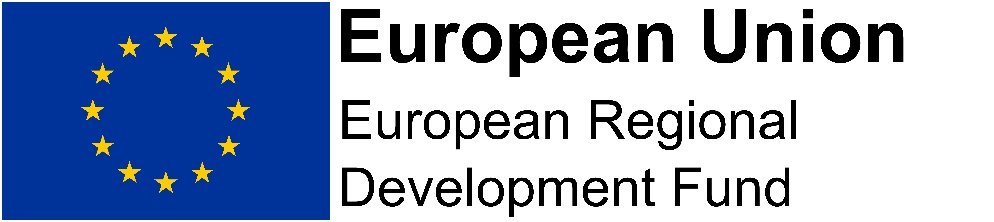 European Union
European Regional
Development Fund